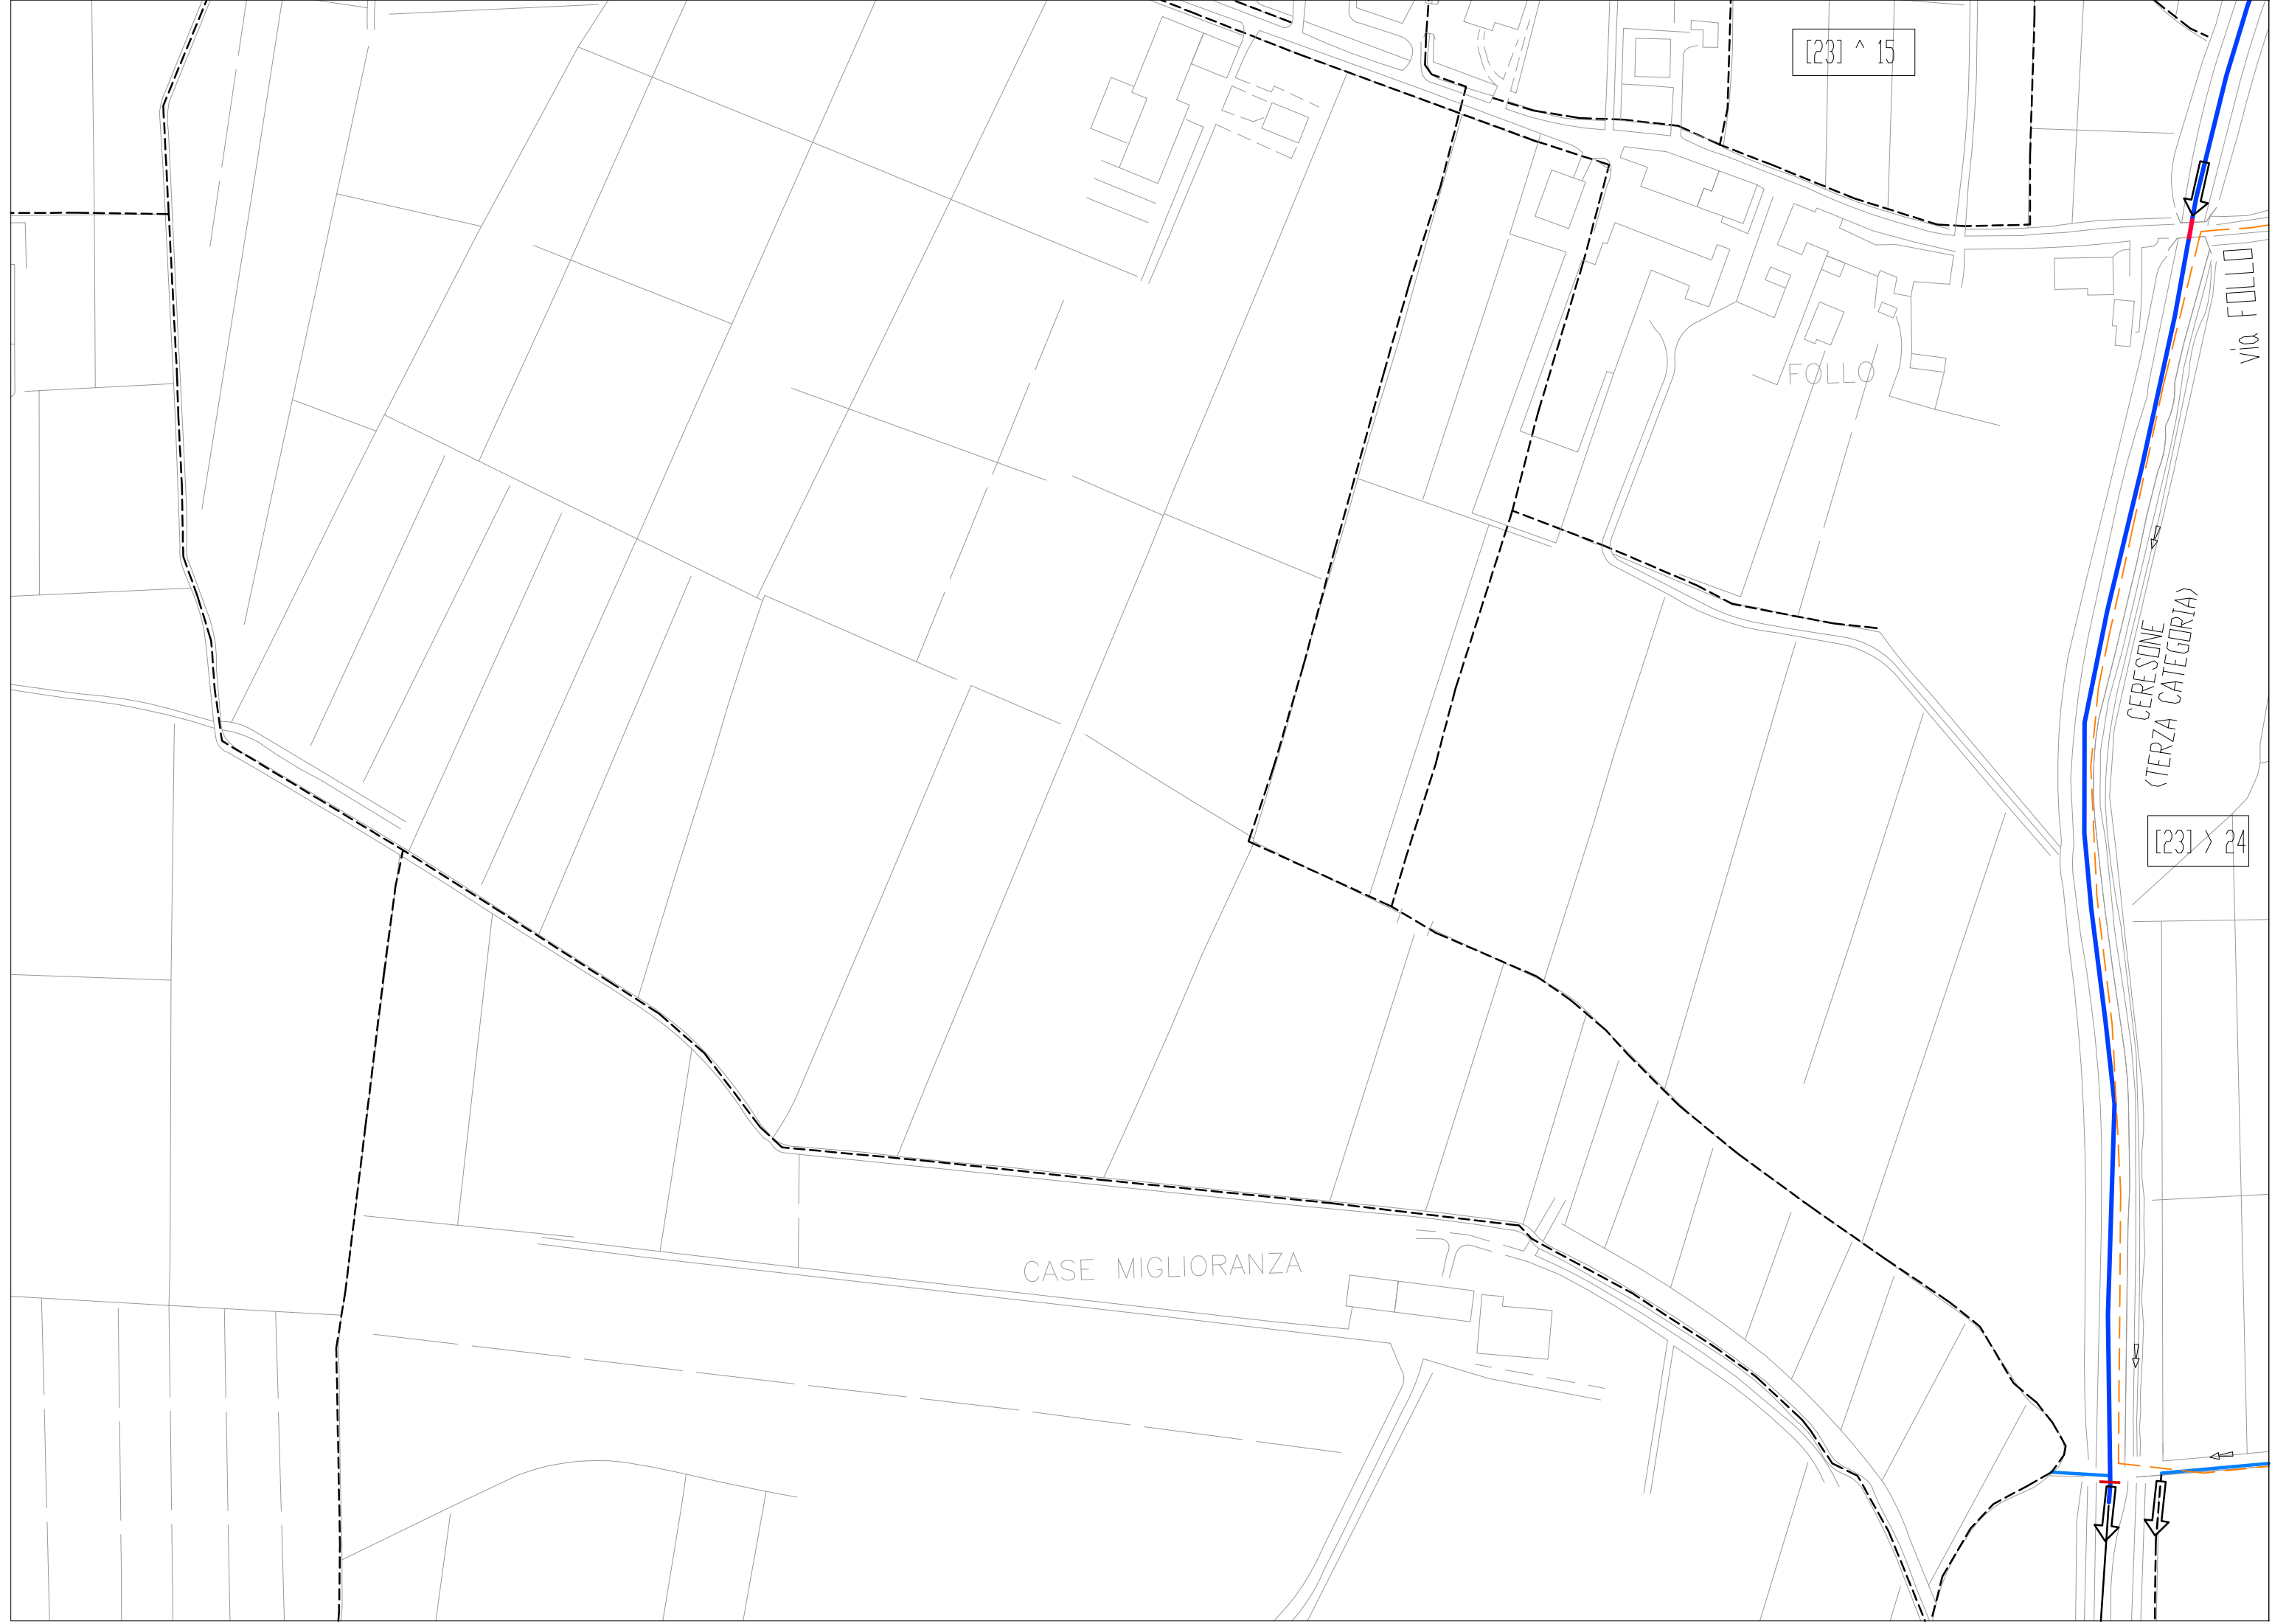 [23] ^ 15
via FOLLO
FOLLO
CERESONE
(TERZA CATEGORIA)
[23] > 24
CASE MIGLIORANZA